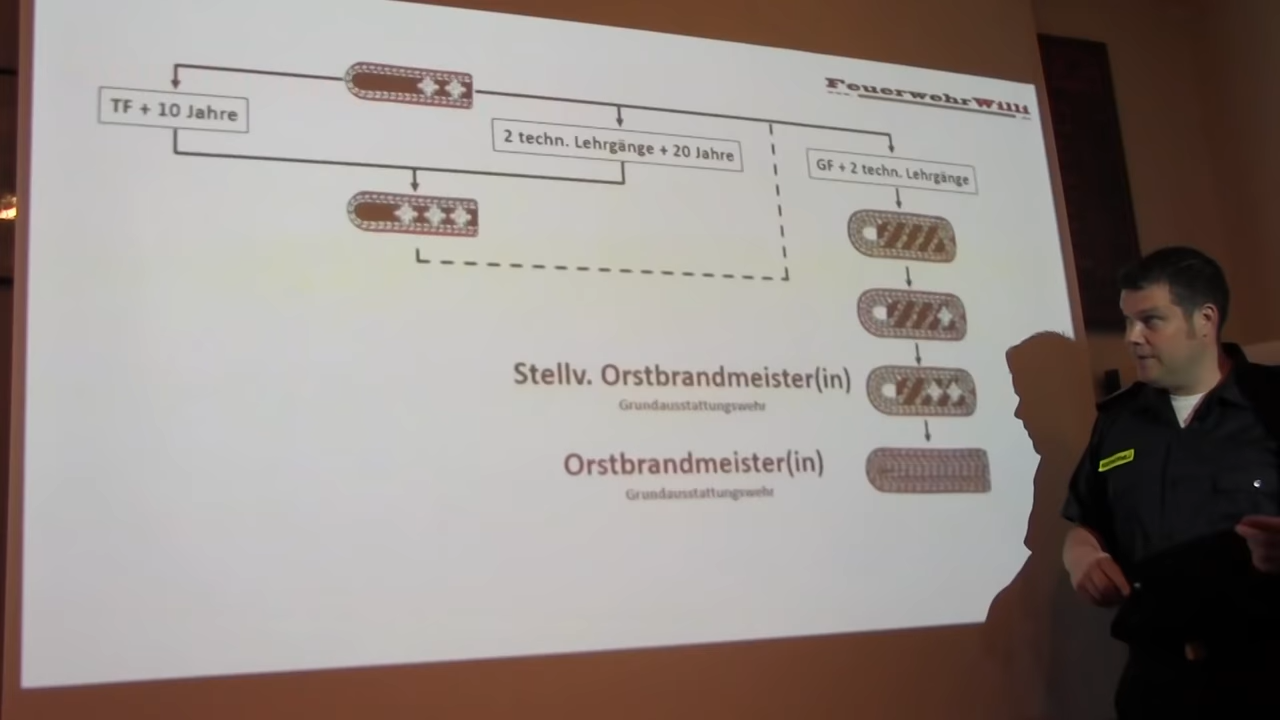 FeuerwehrWilli
TF + 10 Jahre
2 techn. Lehrgänge + 20 Jahre
GF + 2 techn. Lehrgänge
Stellv. Orstbrandmeister(in)
Grundausstattungswehr
Orstbrandmeister(in)
Grundausstattungswehr